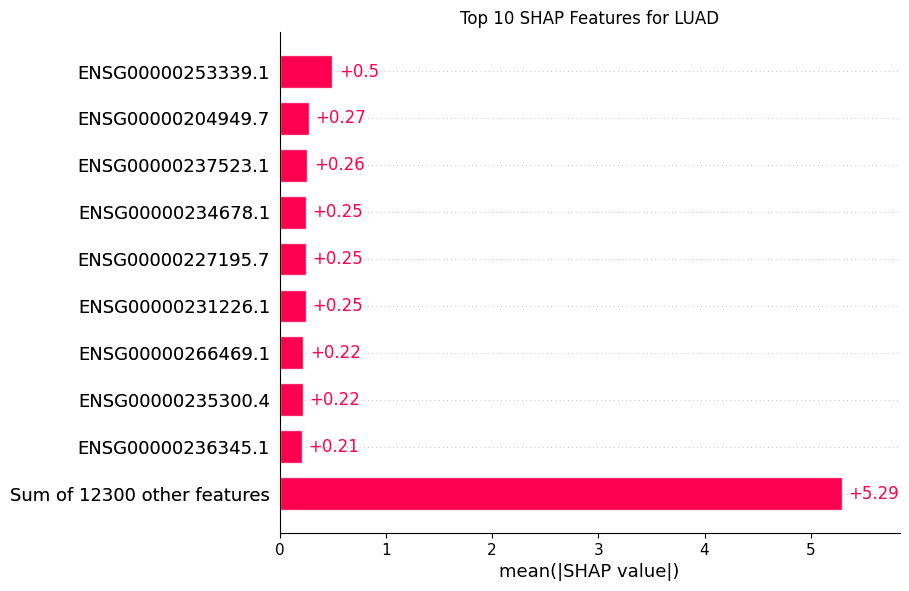 Top 10 SHAP Features for LUAD
ENSG00000253339.1 +0.5
ENSG00000204949.7 +0.27
ENSG00000237523.1 +0.26
ENSG00000234678.1 +0.25
ENSG00000227195.7 +0.25
ENSG00000231226.1 +0.25
ENSG00000266469.1 +0.22
ENSG00000235300.4 +0.22
ENSG00000236345.1 +0.21
Sum of 12300 other features +5.29
0 1 2 3 4 5
mean(|SHAP value|)